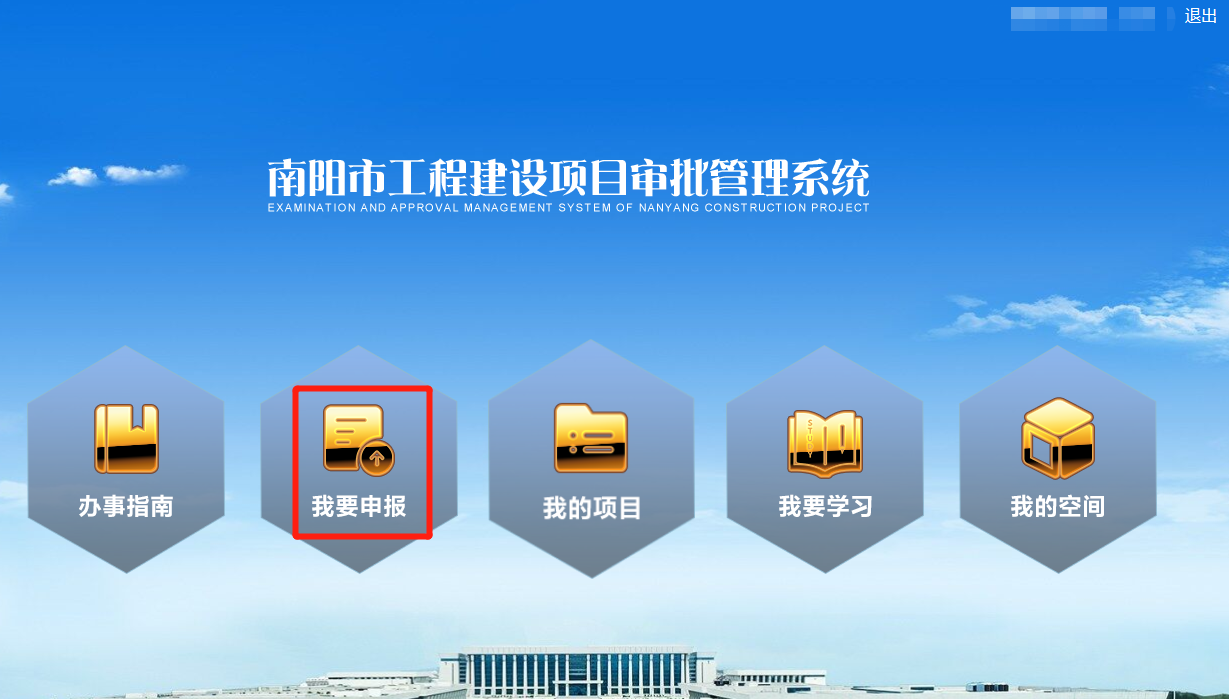 退出
南阳市工程建设项目审批管理系统
EXAMINATION AND APPROVAL MANAGEMENT SYSTEM OF NANYANG CONSTRUCTION PROJECT
STUDY
办事指南
我要申报
我的项目
我要学习
我的空间